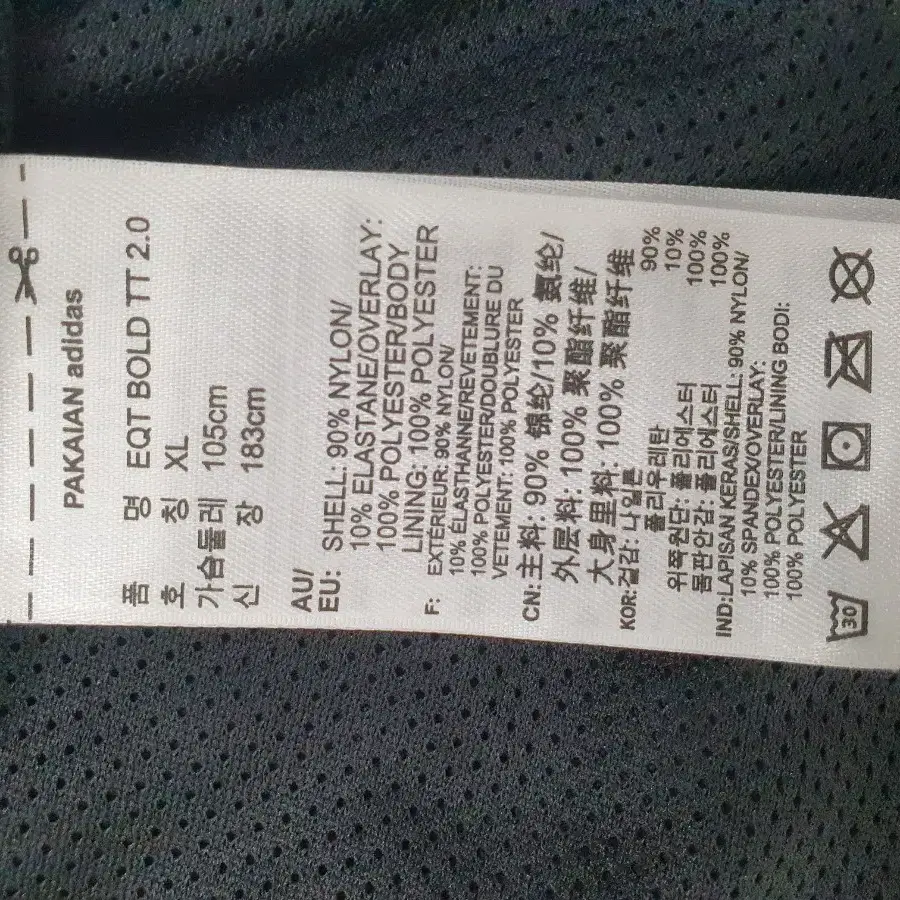 PAKAIAN adidas
품 명 EQT BOLD TT 2.0
호 칭 XL
가슴둘레 105cm
신 장 183cm
AU/
EU: SHELL: 90% NYLON/
10% ELASTANE/OVERLAY:
100% POLYESTER/BODY
LINING: 100% POLYESTER
F: EXTÉRIEUR: 90% NYLON/
10% ÉLASTHANNE/REVETEMENT:
100% POLYESTER/DOUBLURE DU
VETEMENT: 100% POLYESTER
CN: 主料: 90% 锦纶/10% 氨纶/
外层料: 100% 聚酯纤维/
大身里料: 100% 聚酯纤维
KOR: 겉감: 나일론 90%
폴리우레탄 10%
위쪽원단: 폴리에스터 100%
몸판안감: 폴리에스터 100%
IND:LAPISAN KERAS/SHELL: 90% NYLON/
10% SPANDEX/OVERLAY:
100% POLYESTER/LINING BODI:
100% POLYESTER
30